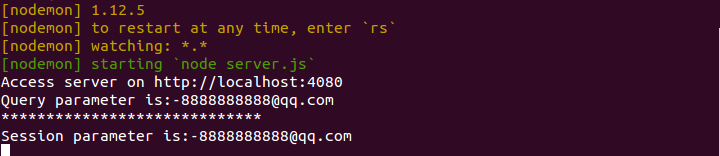 [nodemon] 1.12.5
[nodemon] to restart at any time, enter `rs`
[nodemon] watching: *.*
[nodemon] starting `node server.js`
Access server on http://localhost:4080
Query parameter is:-8888888888@qq.com
*****************************
Session parameter is:-8888888888@qq.com